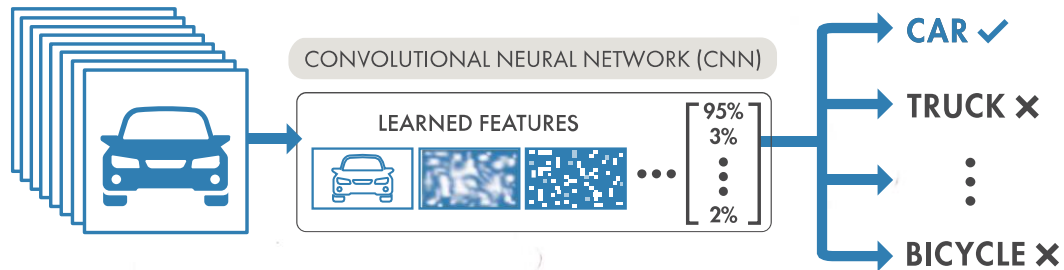 CONVOLUTIONAL NEURAL NETWORK (CNN)
LEARNED FEATURES
95%
3%
2%
CAR ✓
TRUCK ×
BICYCLE ×